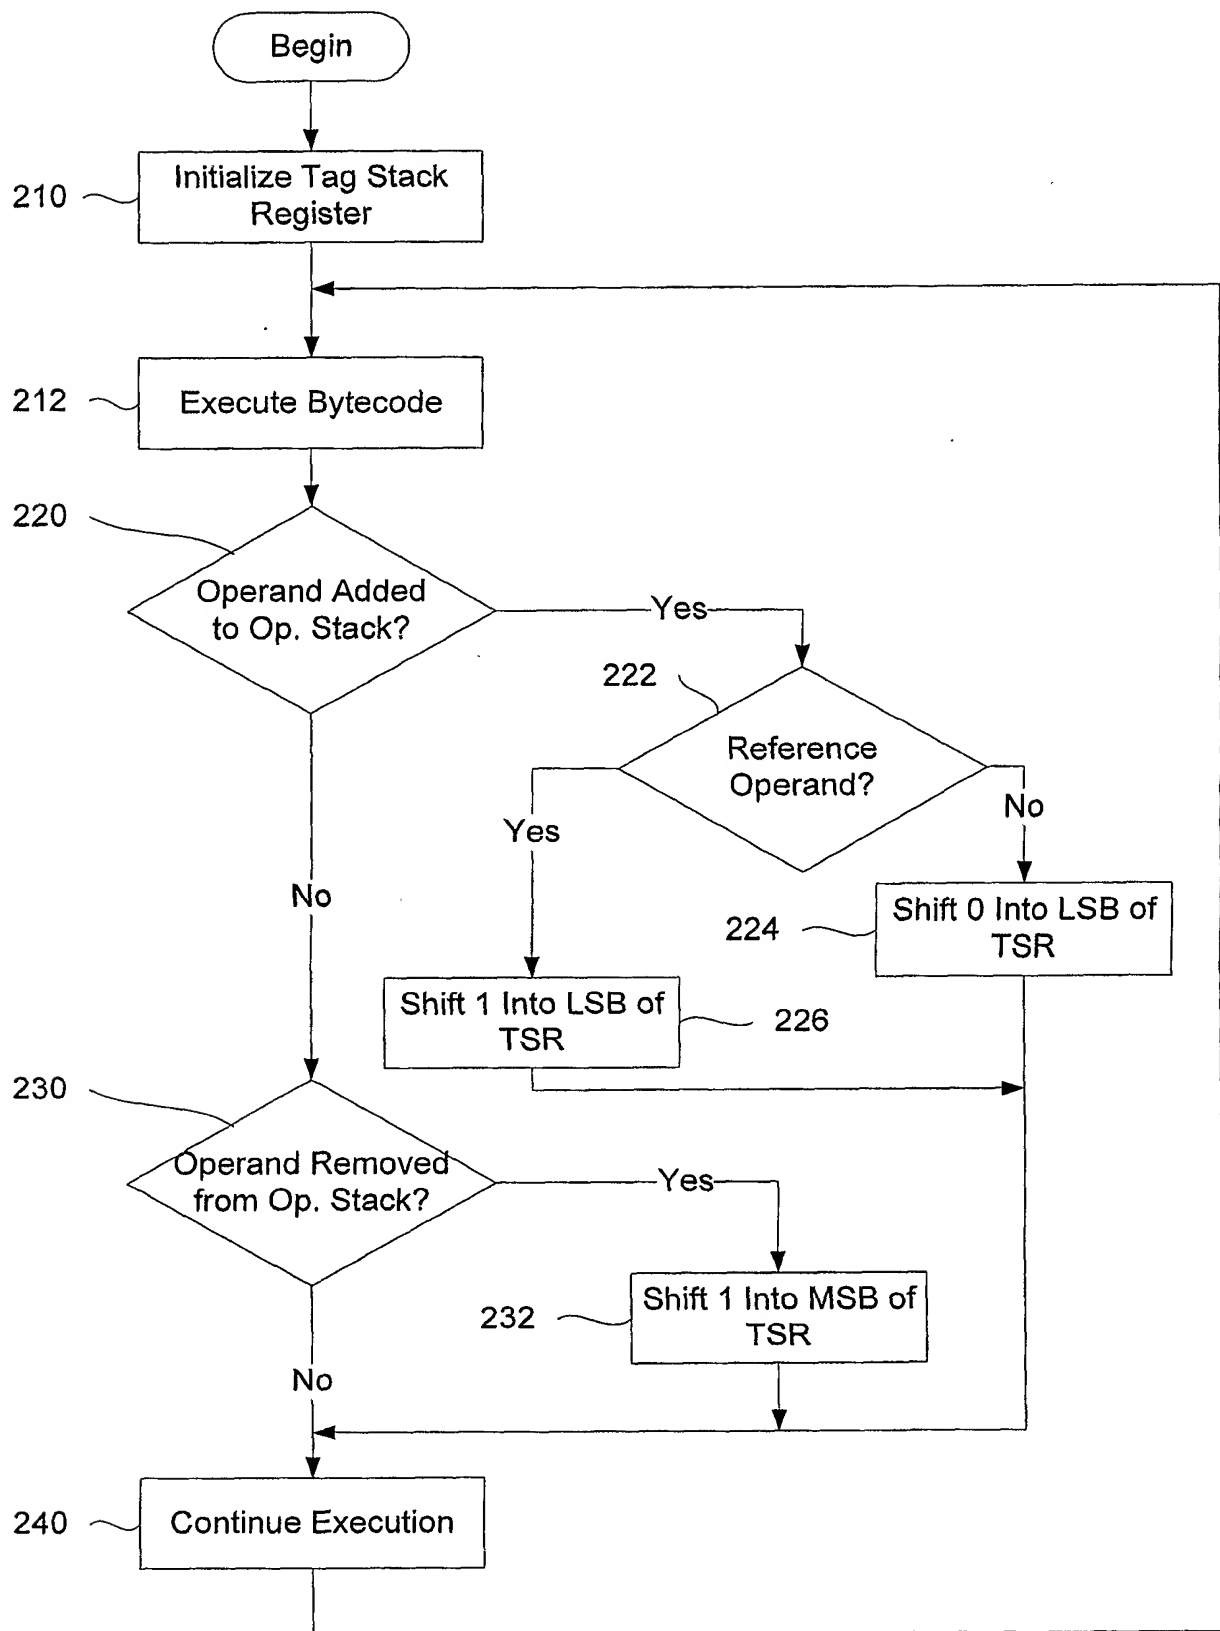 Begin
210
Initialize Tag Stack
Register
212
Execute Bytecode
220
Operand Added
to Op. Stack?
Yes
222
Reference
Operand?
Yes
No
No
224
Shift 0 Into LSB of
TSR
Shift 1 Into LSB of
TSR
226
230
Operand Removed
from Op. Stack?
Yes
232
Shift 1 Into MSB of
TSR
No
240
Continue Execution